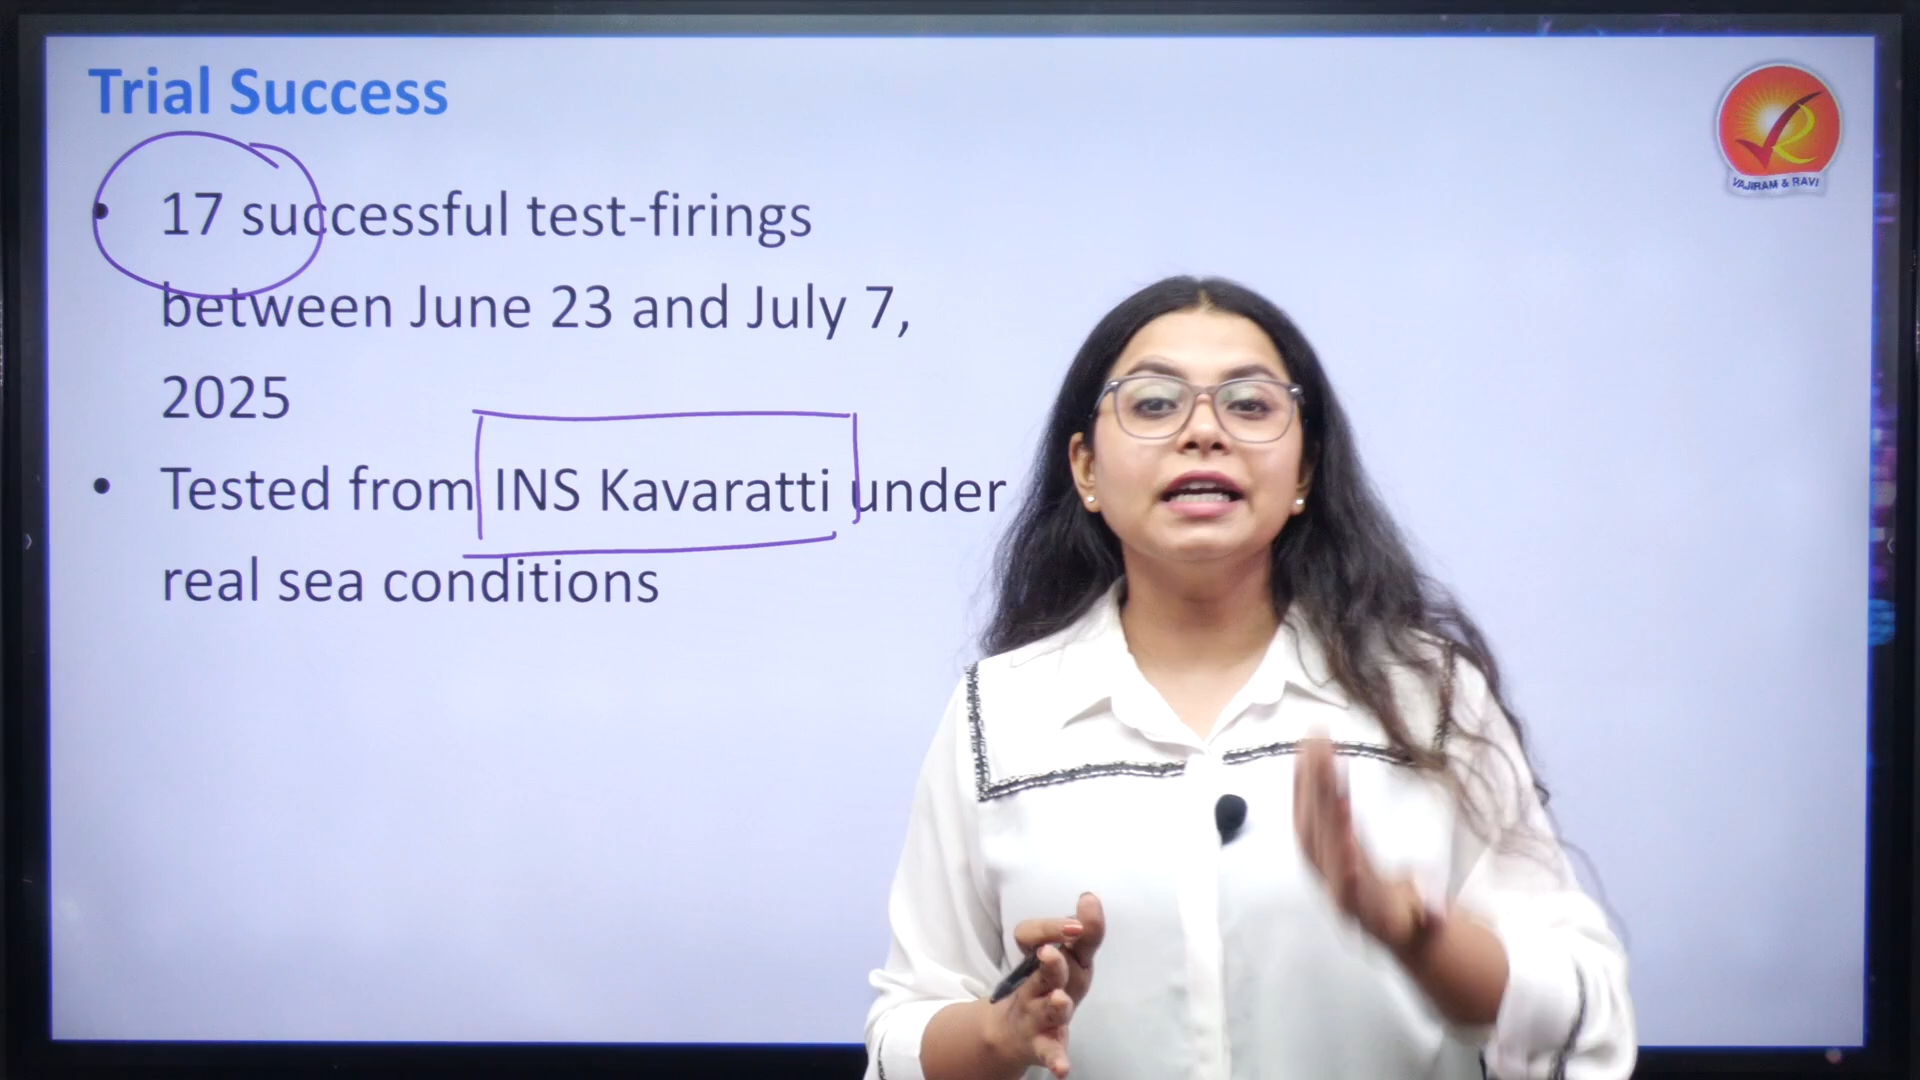 Trial Success
VAJIRAM & RAVI
• 17 successful test-firings
between June 23 and July 7,
2025
• Tested from INS Kavaratti under
real sea conditions